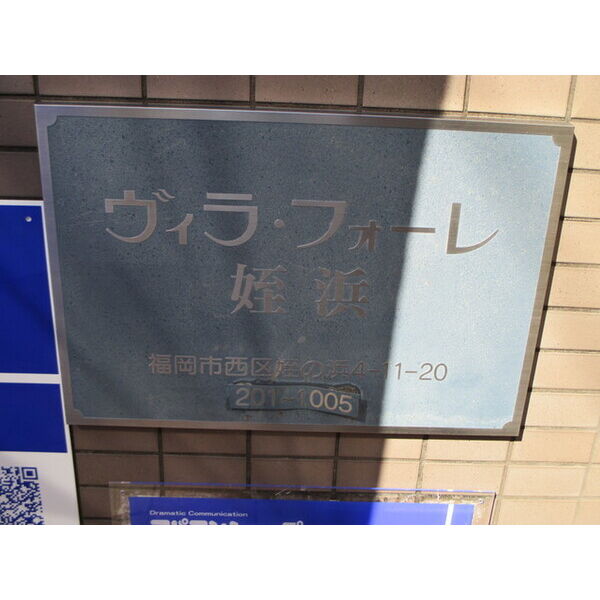 ヴィラ・フォーレ
姪浜
福岡市西区姪の浜4-11-20
201-1005
Dramatic Communication